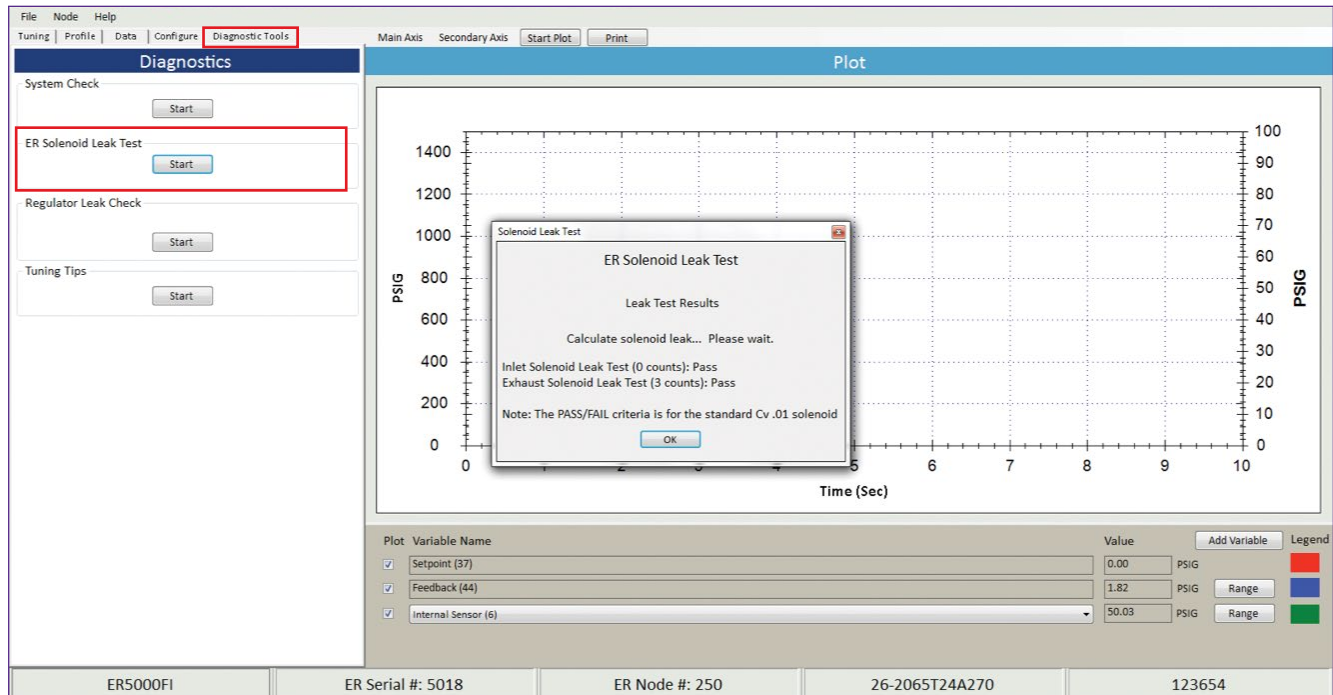 File Node Help
Tuning Profile Data Configure Diagnostic Tools
Main Axis Secondary Axis Start Plot Print
Diagnostics
System Check
Start
ER Solenoid Leak Test
Start
Regulator Leak Check
Start
Tuning Tips
Start
Plot
1400
1200
1000
800
600
400
200
0
PSIG
100
90
80
70
60
50
40
30
20
10
0
PSIG
0 1 2 3 4 5 6 7 8 9 10
Time (Sec)
Solenoid Leak Test
ER Solenoid Leak Test
Leak Test Results
Calculate solenoid leak... Please wait.
Inlet Solenoid Leak Test (0 counts): Pass
Exhaust Solenoid Leak Test (3 counts): Pass
Note: The PASS/FAIL criteria is for the standard Cv .01 solenoid
OK
Plot Variable Name Value Add Variable Legend
Setpoint (37) 0.00 PSIG
Feedback (44) 1.82 PSIG Range
Internal Sensor (6) 50.03 PSIG Range
ER5000FI ER Serial #: 5018 ER Node #: 250 26-2065T24A270 123654